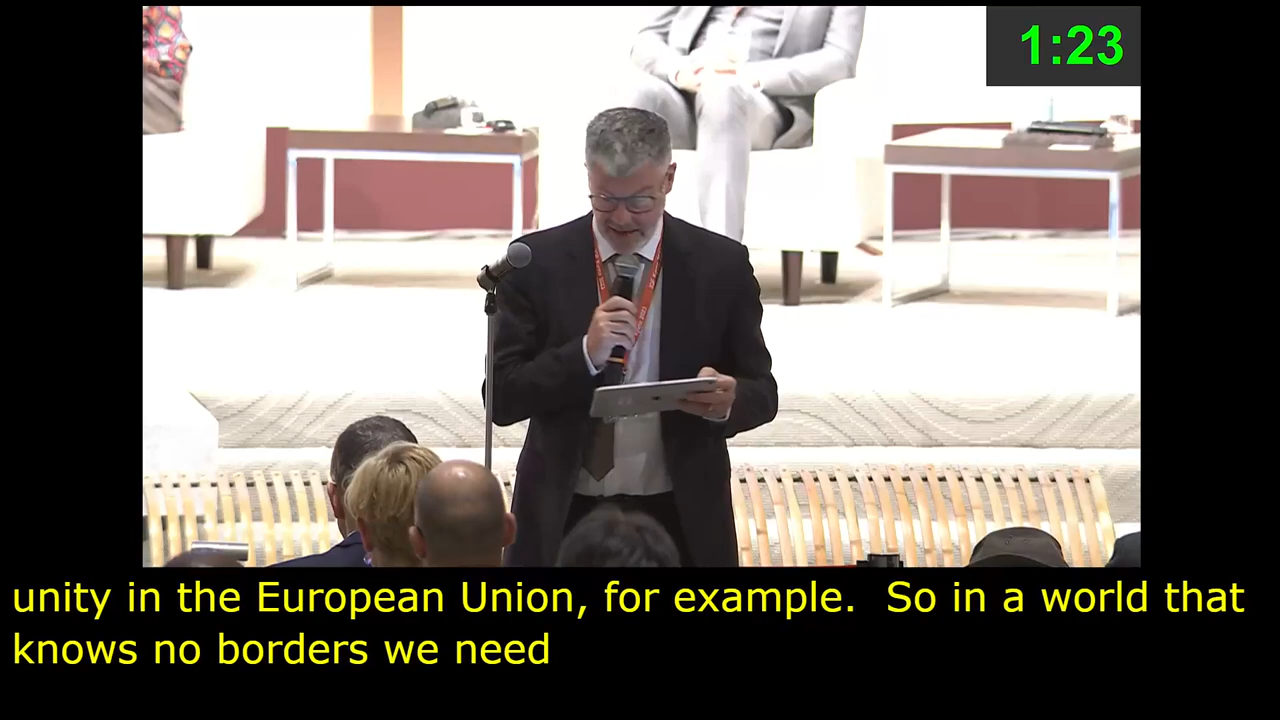 1:23
unity in the European Union, for example.  So in a world that
knows no borders we need